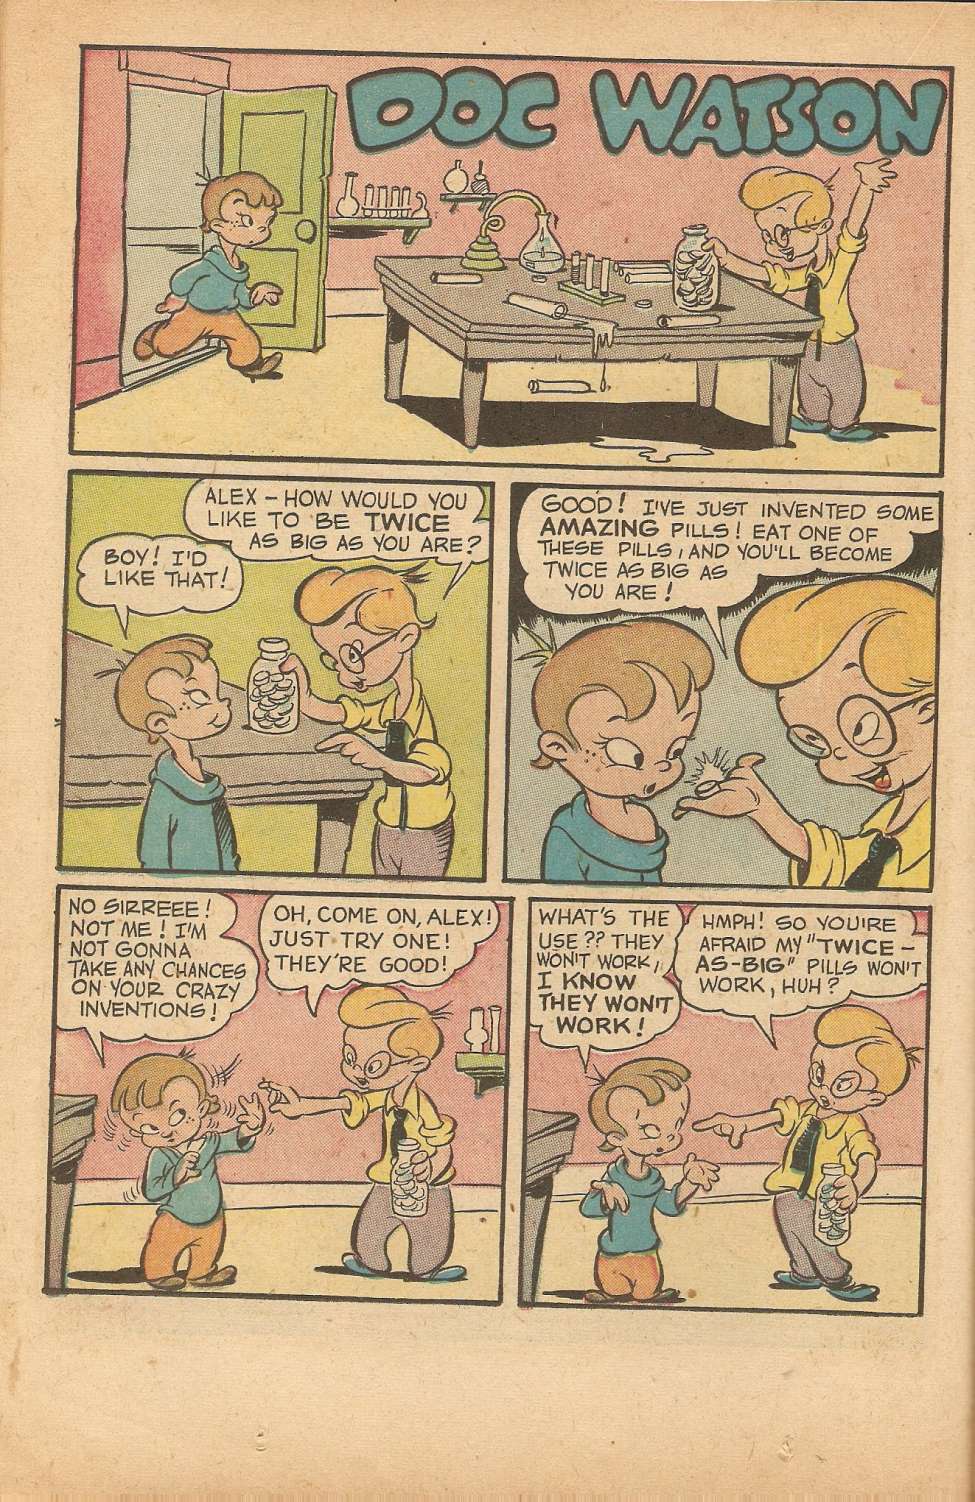 DOC WATSON
BOY! I'D
LIKE THAT!
ALEX - HOW WOULD YOU
LIKE TO BE TWICE
AS BIG AS YOU ARE?
GOOD! I'VE JUST INVENTED SOME
AMAZING PILLS! EAT ONE OF
THESE PILLS, AND YOU'LL BECOME
TWICE AS BIG AS
YOU ARE!
NO SIRREEE!
NOT ME! I'M
NOT GONNA
TAKE ANY CHANCES
ON YOUR CRAZY
INVENTIONS!
OH, COME ON, ALEX!
JUST TRY ONE!
THEY'RE GOOD!
WHAT'S THE
USE?? THEY
WON'T WORK,
I KNOW
THEY WON'T
WORK!
HMPH! SO YOU'RE
AFRAID MY "TWICE-
AS-BIG" PILLS WON'T
WORK, HUH?